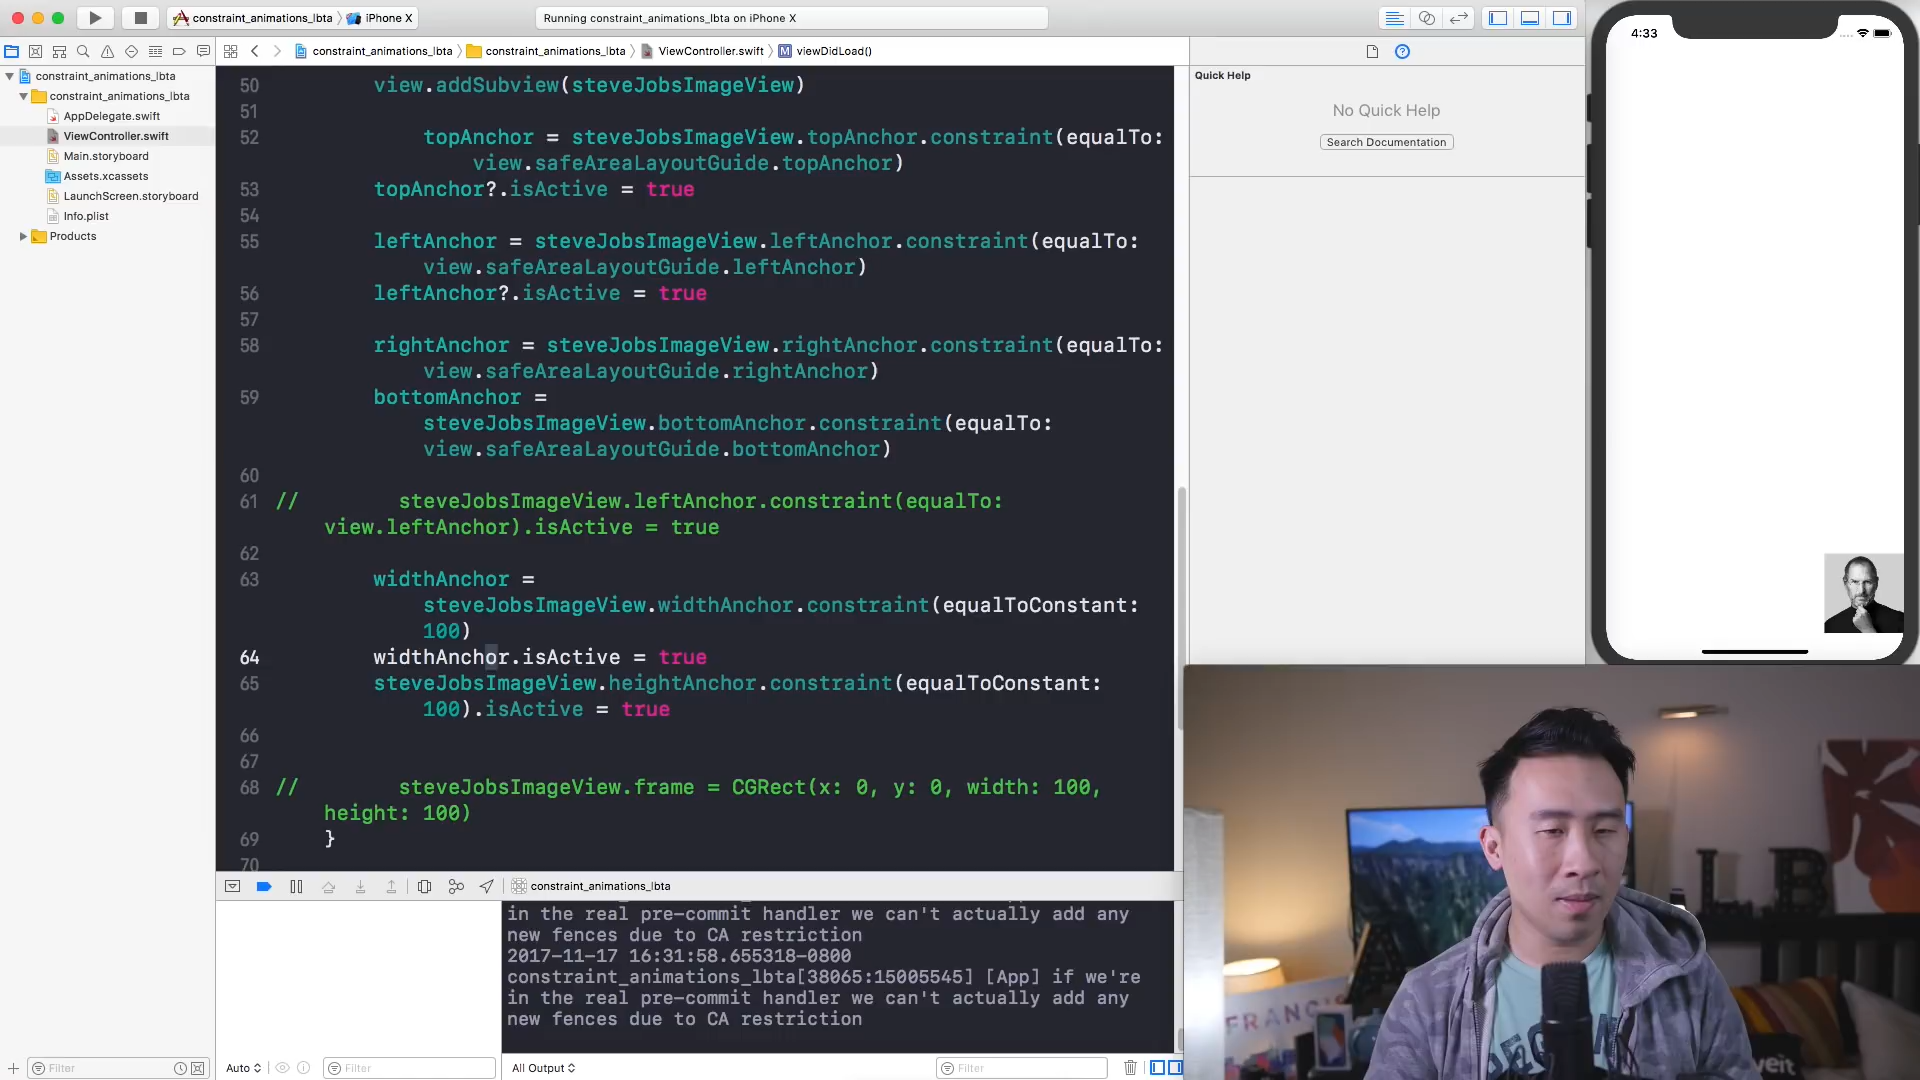 constraint_animations_lbta
iPhone X
Running constraint_animations_lbta on iPhone X
constraint_animations_lbta
constraint_animations_lbta
ViewController.swift
viewDidLoad()
constraint_animations_lbta
constraint_animations_lbta
AppDelegate.swift
ViewController.swift
Main.storyboard
Assets.xcassets
LaunchScreen.storyboard
Info.plist
Products
50 view.addSubview(steveJobsImageView)
51
52 topAnchor = steveJobsImageView.topAnchor.constraint(equalTo:
view.safeAreaLayoutGuide.topAnchor)
53 topAnchor?.isActive = true
54
55 leftAnchor = steveJobsImageView.leftAnchor.constraint(equalTo:
view.safeAreaLayoutGuide.leftAnchor)
56 leftAnchor?.isActive = true
57
58 rightAnchor = steveJobsImageView.rightAnchor.constraint(equalTo:
view.safeAreaLayoutGuide.rightAnchor)
59 bottomAnchor =
steveJobsImageView.bottomAnchor.constraint(equalTo:
view.safeAreaLayoutGuide.bottomAnchor)
60
61 // steveJobsImageView.leftAnchor.constraint(equalTo:
view.leftAnchor).isActive = true
62
63 widthAnchor =
steveJobsImageView.widthAnchor.constraint(equalToConstant:
100)
64 widthAnchor.isActive = true
65 steveJobsImageView.heightAnchor.constraint(equalToConstant:
100).isActive = true
66
67
68 // steveJobsImageView.frame = CGRect(x: 0, y: 0, width: 100,
height: 100)
69 }
70
constraint_animations_lbta
in the real pre-commit handler we can't actually add any
new fences due to CA restriction
2017-11-17 16:31:58.655318-0800
constraint_animations_lbta[38065:15005545] [App] if we're
in the real pre-commit handler we can't actually add any
new fences due to CA restriction
Filter
Auto
Filter
All Output
Filter
Quick Help
No Quick Help
Search Documentation
4:33
LB
FRANCIS